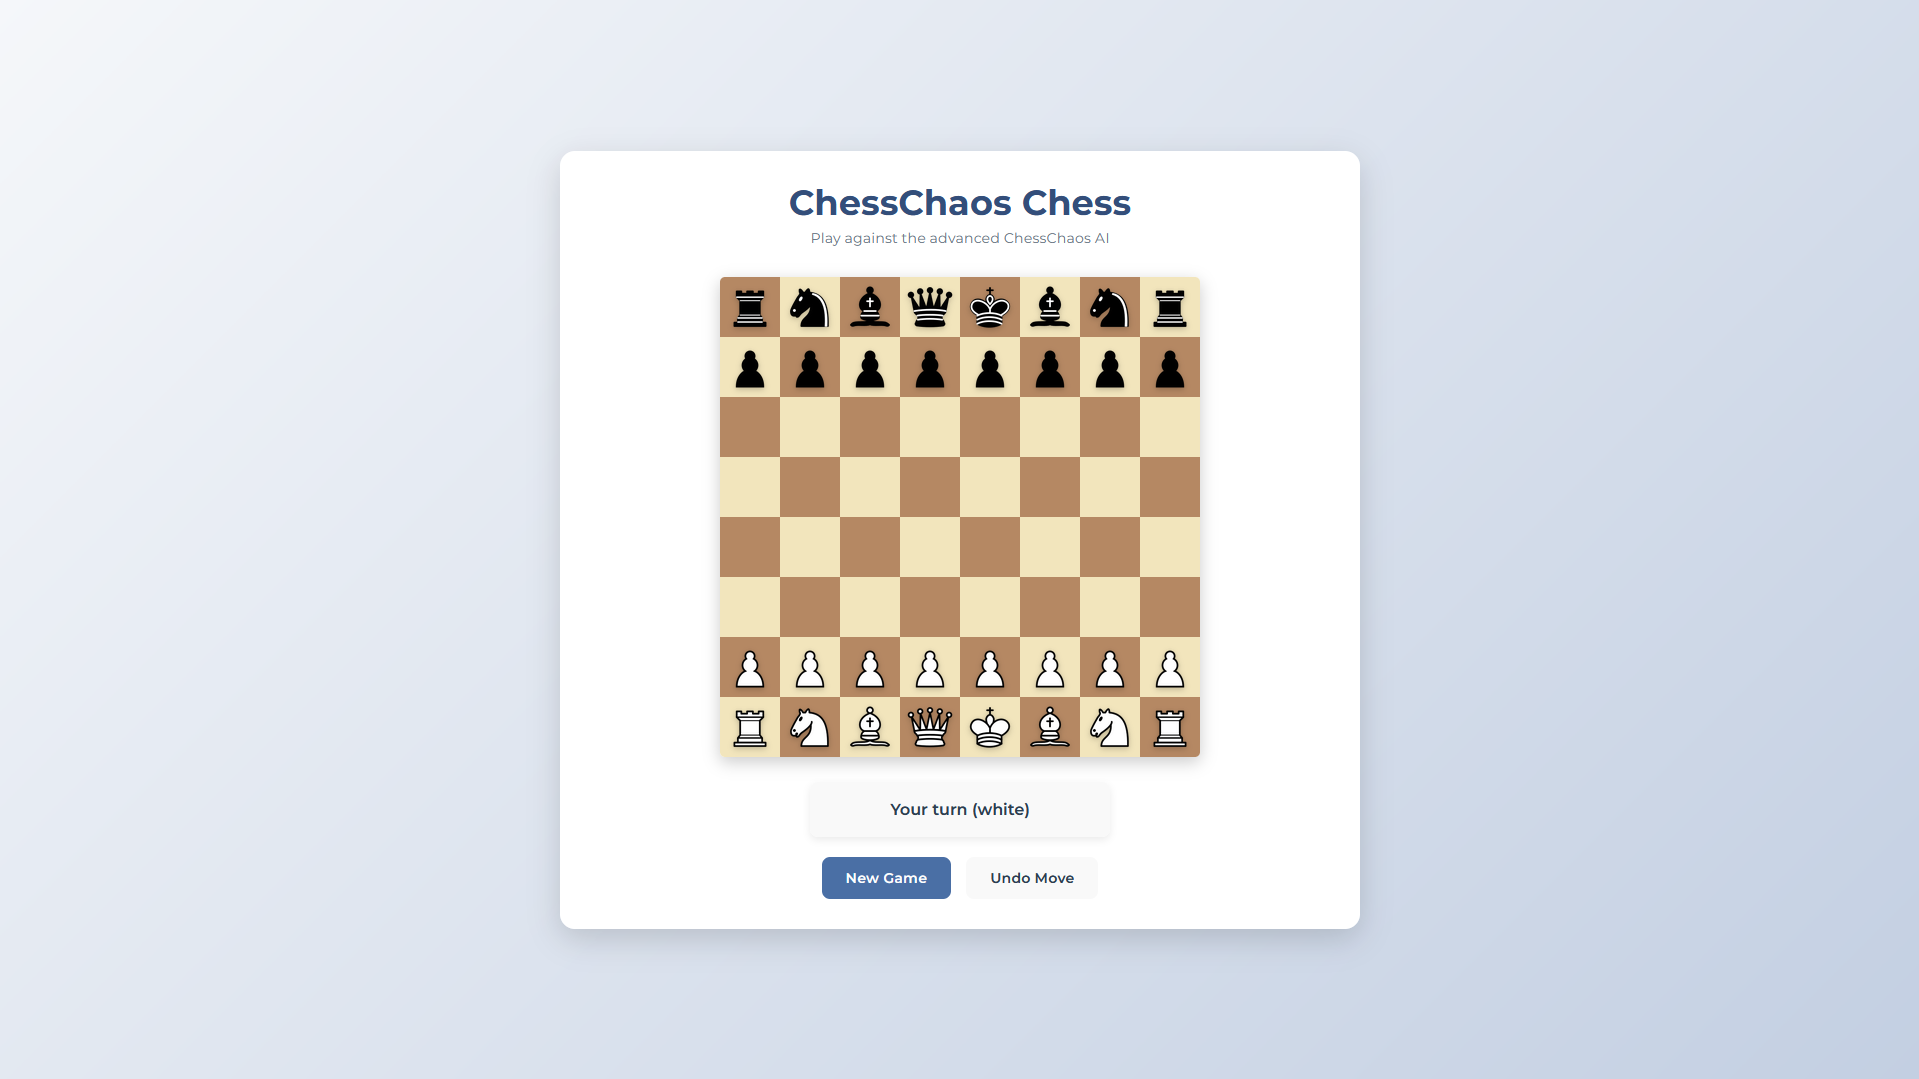 ChessChaos Chess
Play against the advanced ChessChaos AI
Your turn (white)
New Game
Undo Move